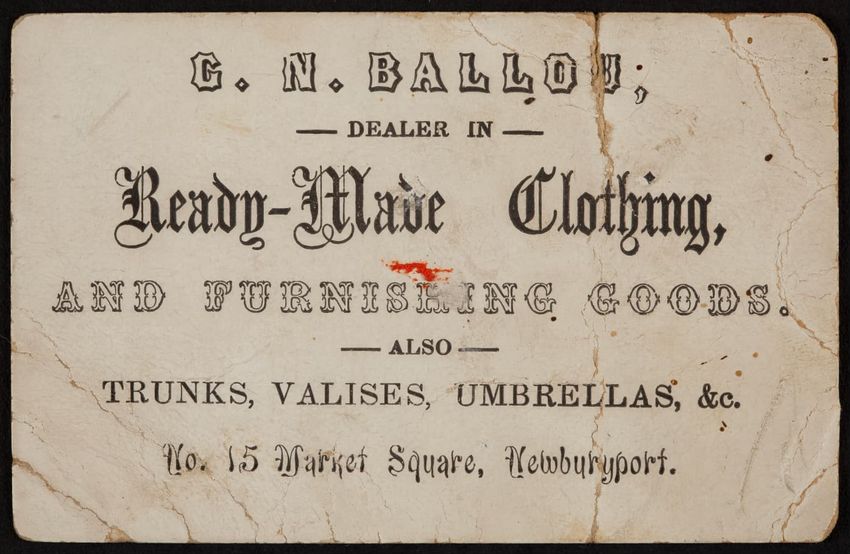 G. N. BALLOU,
— DEALER IN —
Ready-Made Clothing,
AND FURNISHING GOODS.
— ALSO —
TRUNKS, VALISES, UMBRELLAS, &c.
No. 15 Market Square, Newburyport.